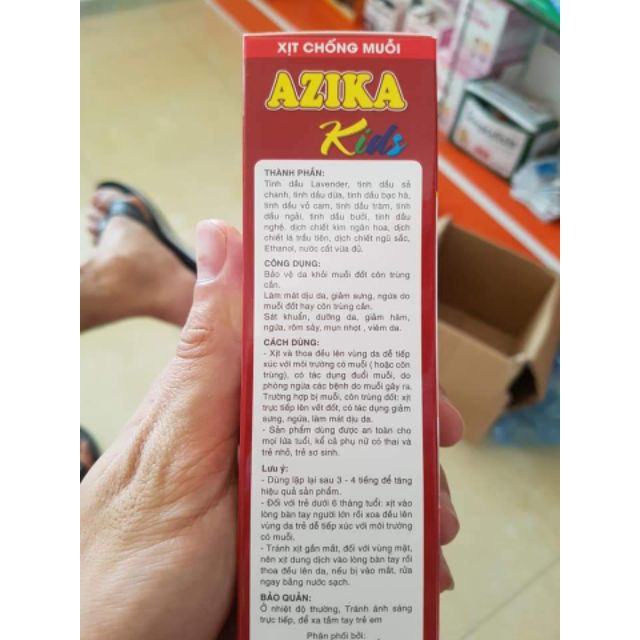 XỊT CHỐNG MUỖI
AZIKA
Kids
THÀNH PHẦN:
Tinh dầu Lavender, tinh dầu sả
chanh, tinh dầu dừa, tinh dầu bạc hà,
tinh dầu vỏ cam, tinh dầu tràm, tinh
dầu ngải, tinh dầu bưởi, tinh dầu
nghệ, dịch chiết kim ngân hoa, dịch
chiết lá trầu tiên, dịch chiết ngũ sắc,
Ethanol, nước cất vừa đủ.
CÔNG DỤNG:
Bảo vệ da khỏi muỗi đốt côn trùng
cắn.
Làm mát dịu da, giảm sưng, ngứa do
muỗi đốt hay côn trùng cắn.
Sát khuẩn, dưỡng da, giảm hăm,
ngứa, rôm sảy, mụn nhọt , viêm da.
CÁCH DÙNG:
- Xịt và thoa đều lên vùng da dễ tiếp
xúc với môi trường có muỗi ( hoặc côn
trùng), có tác dụng đuổi muỗi, do
phòng ngừa các bệnh do muỗi gây ra.
Trường hợp bị muỗi, côn trùng đốt: xịt
trực tiếp lên vết đốt, có tác dụng giảm
sưng, ngứa, làm mát dịu da.
- Sản phẩm dùng được an toàn cho
mọi lứa tuổi, kể cả phụ nữ có thai và
trẻ nhỏ, trẻ sơ sinh.
Lưu ý:
- Dùng lặp lại sau 3 - 4 tiếng để tăng
hiệu quả sản phẩm.
- Đối với trẻ dưới 6 tháng tuổi: xịt vào
lòng bàn tay người lớn rồi xoa đều lên
vùng da trẻ dễ tiếp xúc với môi trường
có muỗi.
- Tránh xịt gần mắt, đối với vùng mặt,
nên xịt dung dịch vào lòng bàn tay rồi
thoa đều lên da, nếu bị vào mắt, rửa
ngay bằng nước sạch.
BẢO QUẢN:
Ở nhiệt độ thường, Tránh ánh sáng
trực tiếp, để xa tầm tay trẻ em
Phân phối bởi: